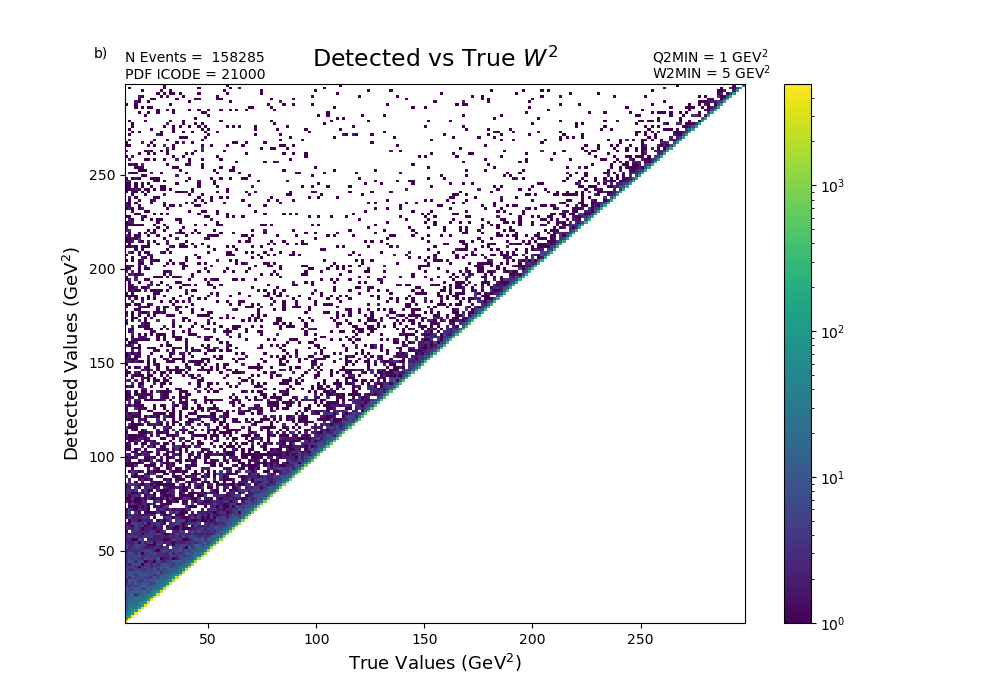 b)
N Events =  158285
PDF ICODE = 21000
Detected vs True W²
Q2MIN = 1 GEV²
W2MIN = 5 GEV²
Detected Values (GeV²)
250
200
150
100
50
50
100
150
200
250
True Values (GeV²)
10³
10²
10¹
10⁰